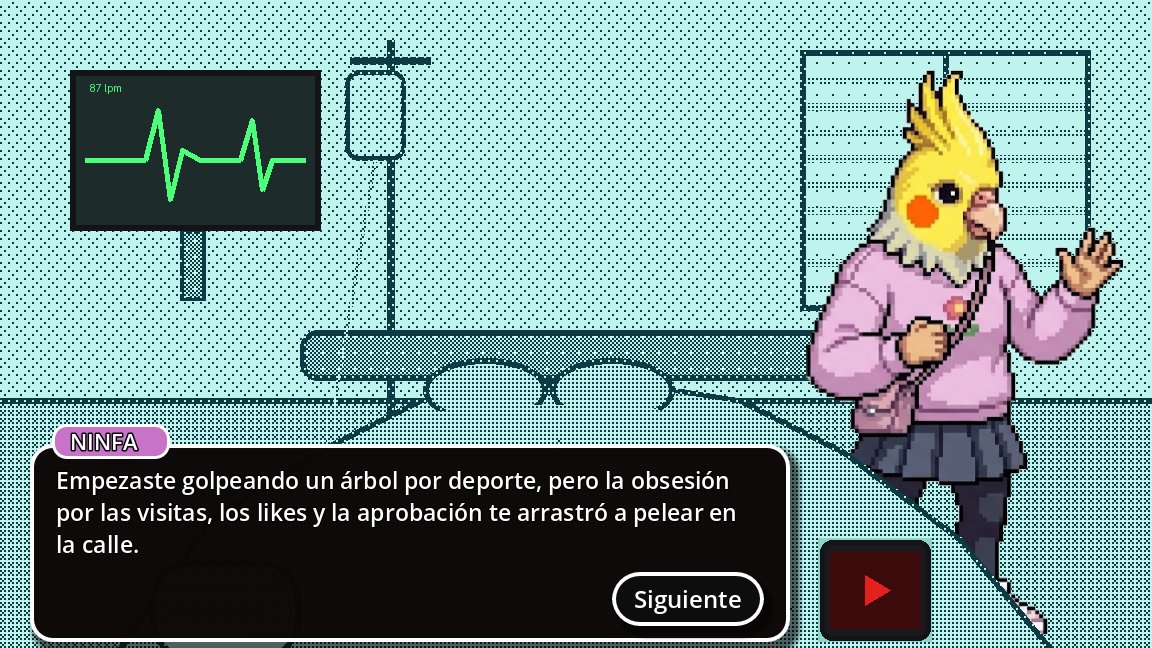 87 lpm
NINFA
Empezaste golpeando un árbol por deporte, pero la obsesión
por las visitas, los likes y la aprobación te arrastró a pelear en
la calle.
Siguiente